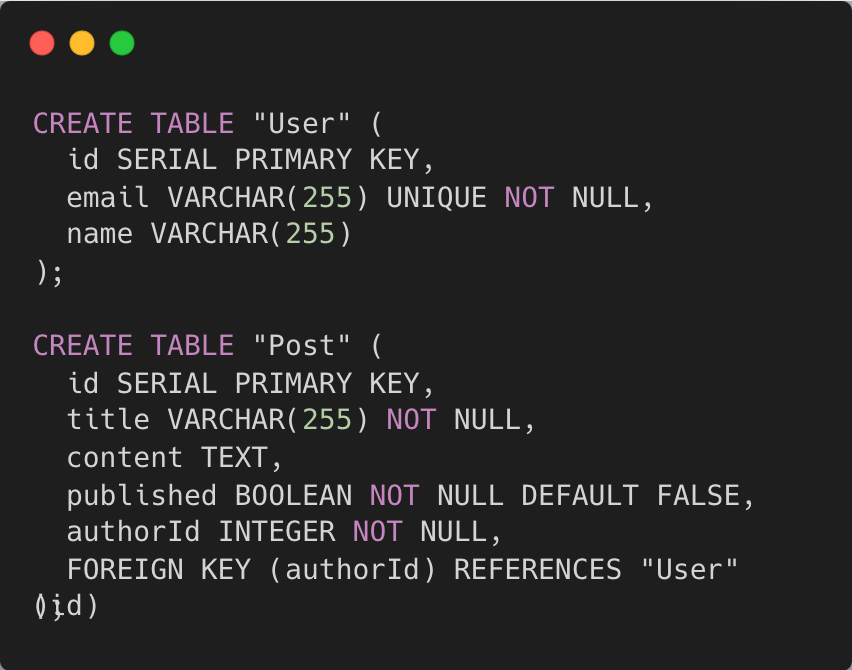 CREATE TABLE "User" (
  id SERIAL PRIMARY KEY,
  email VARCHAR(255) UNIQUE NOT NULL,
  name VARCHAR(255)
);

CREATE TABLE "Post" (
  id SERIAL PRIMARY KEY,
  title VARCHAR(255) NOT NULL,
  content TEXT,
  published BOOLEAN NOT NULL DEFAULT FALSE,
  authorId INTEGER NOT NULL,
  FOREIGN KEY (authorId) REFERENCES "User"
(id)
);